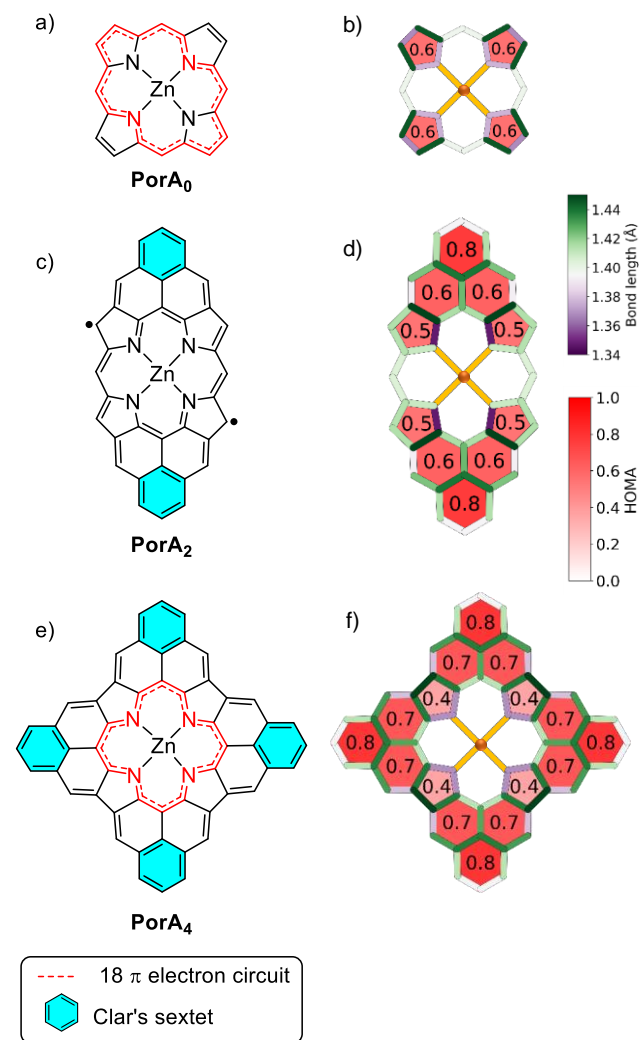 a)
b)
N N
Zn
N N
PorA0
0.6 0.6
0.6 0.6
c)
d)
N N
Zn
N N
PorA2
0.8
0.6 0.6
0.5 0.5
0.5 0.5
0.6 0.6
0.8
1.44
1.42
1.40
1.38
1.36
1.34
Bond length (Å)
1.0
0.8
0.6
0.4
0.2
0.0
HOMA
e)
f)
N N
Zn
N N
PorA4
0.8
0.7 0.7
0.4 0.4
0.7 0.7
0.8 0.8
0.7 0.7
0.4 0.4
0.7 0.7
0.8
18 π electron circuit
Clar's sextet